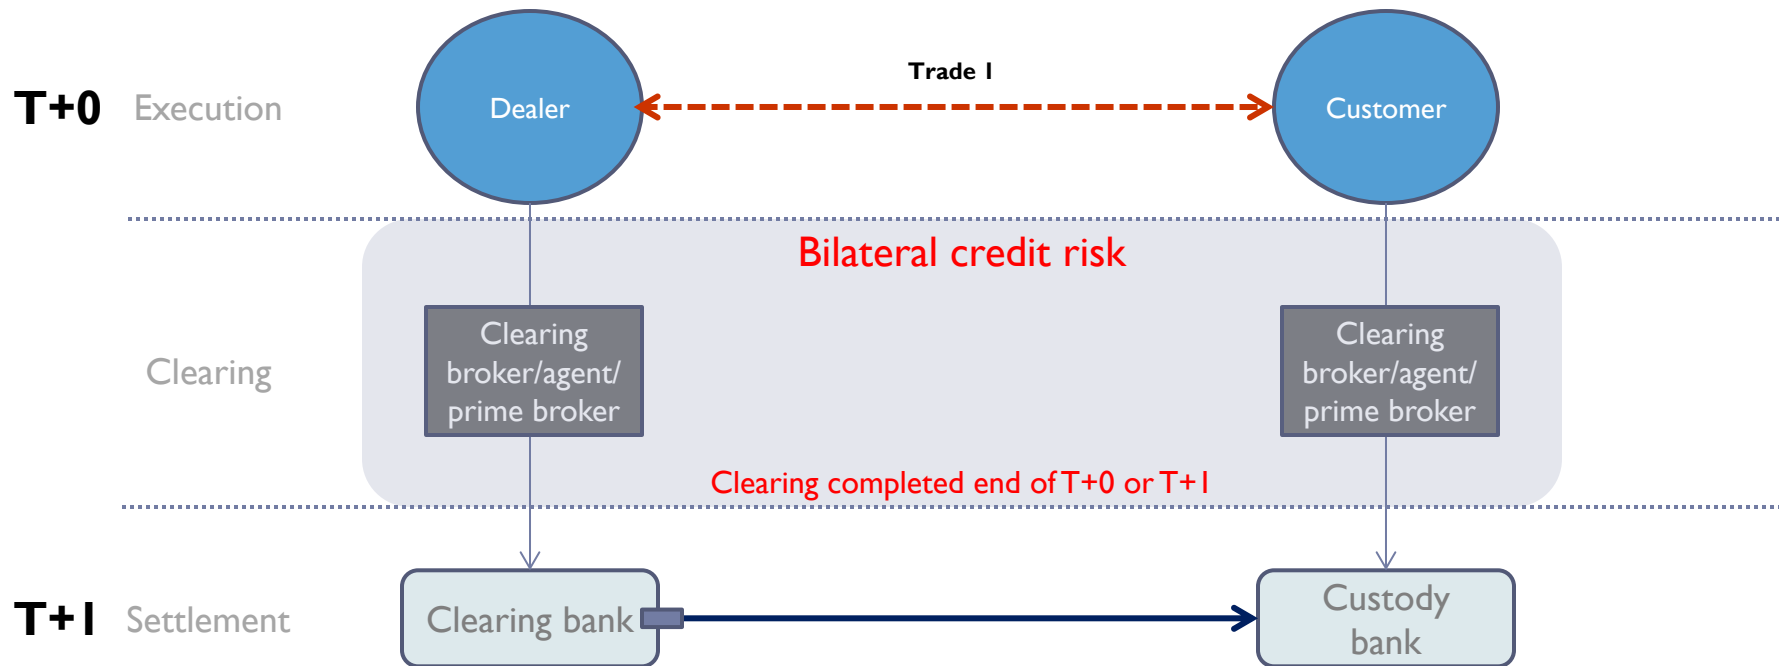 Trade 1
T+0 Execution
Dealer
Customer
Bilateral credit risk
Clearing
Clearing
broker/agent/
prime broker
Clearing
broker/agent/
prime broker
Clearing completed end of T+0 or T+1
T+1 Settlement
Clearing bank
Custody
bank